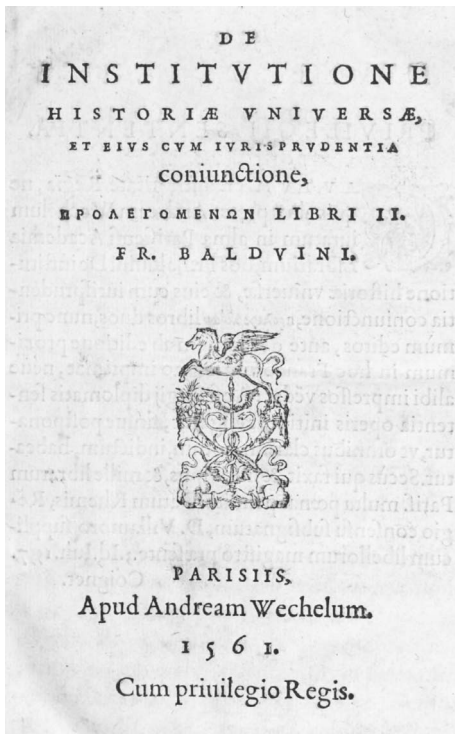 DE
INSTITVTIONE
HISTORIÆ VNIVERSÆ,
ET EIVS CVM IVRISPRVDENTIA
coniunctione,
ΠΡΟΛΕΓΟΜΕΝΩΝ LIBRI II.
FR. BALDVINI.
PARISIIS,
Apud Andream Wechelum.
1561.
Cum priuilegio Regis.